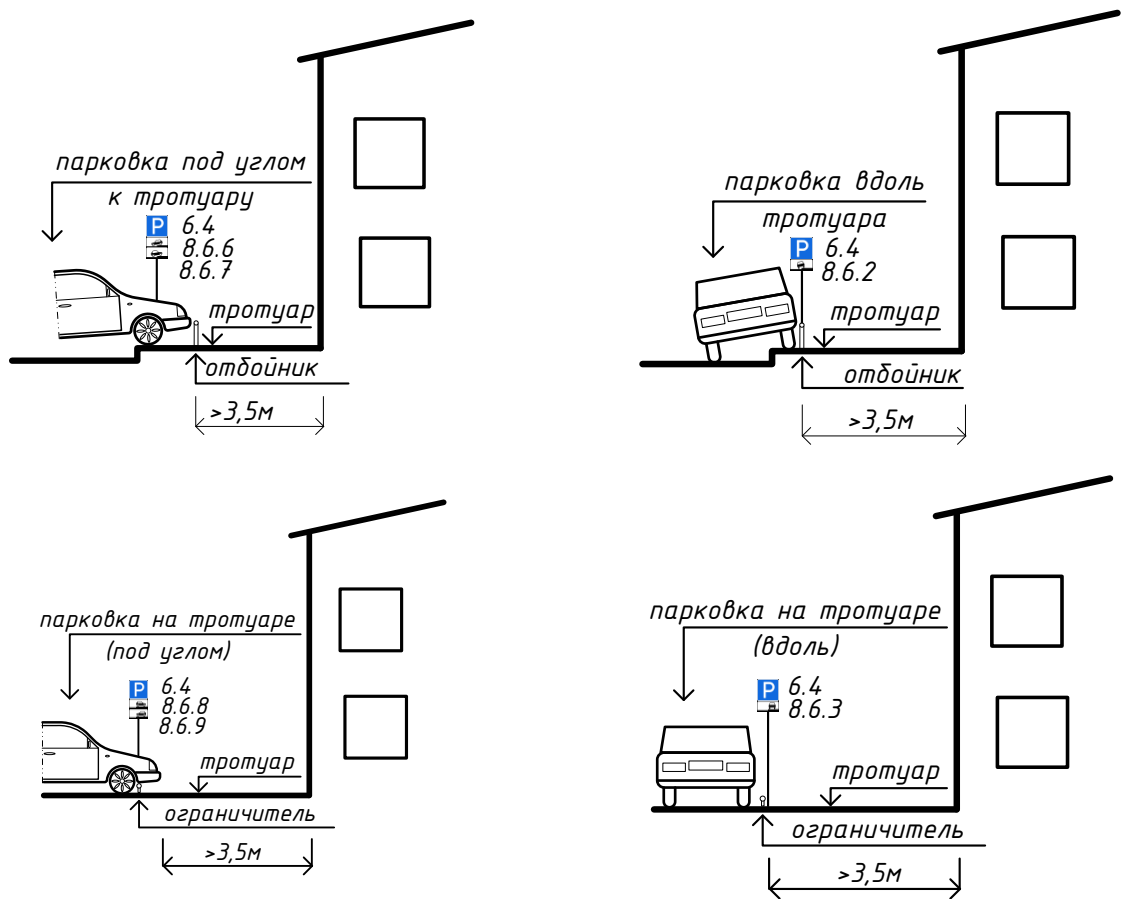 парковка под углом
к тротуару
P 6.4
8.6.6
8.6.7
тротуар
отбойник
>3,5м
парковка вдоль
тротуара
P 6.4
8.6.2
тротуар
отбойник
>3,5м
парковка на тротуаре
(под углом)
P 6.4
8.6.8
8.6.9
тротуар
ограничитель
>3,5м
парковка на тротуаре
(вдоль)
P 6.4
8.6.3
тротуар
ограничитель
>3,5м